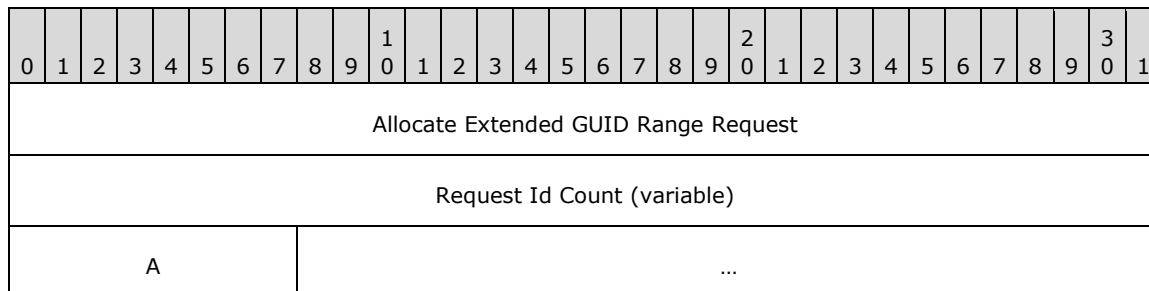 1 2 3
0 1 2 3 4 5 6 7 8 9 0 1 2 3 4 5 6 7 8 9 0 1 2 3 4 5 6 7 8 9 0 1
Allocate Extended GUID Range Request
Request Id Count (variable)
A ...